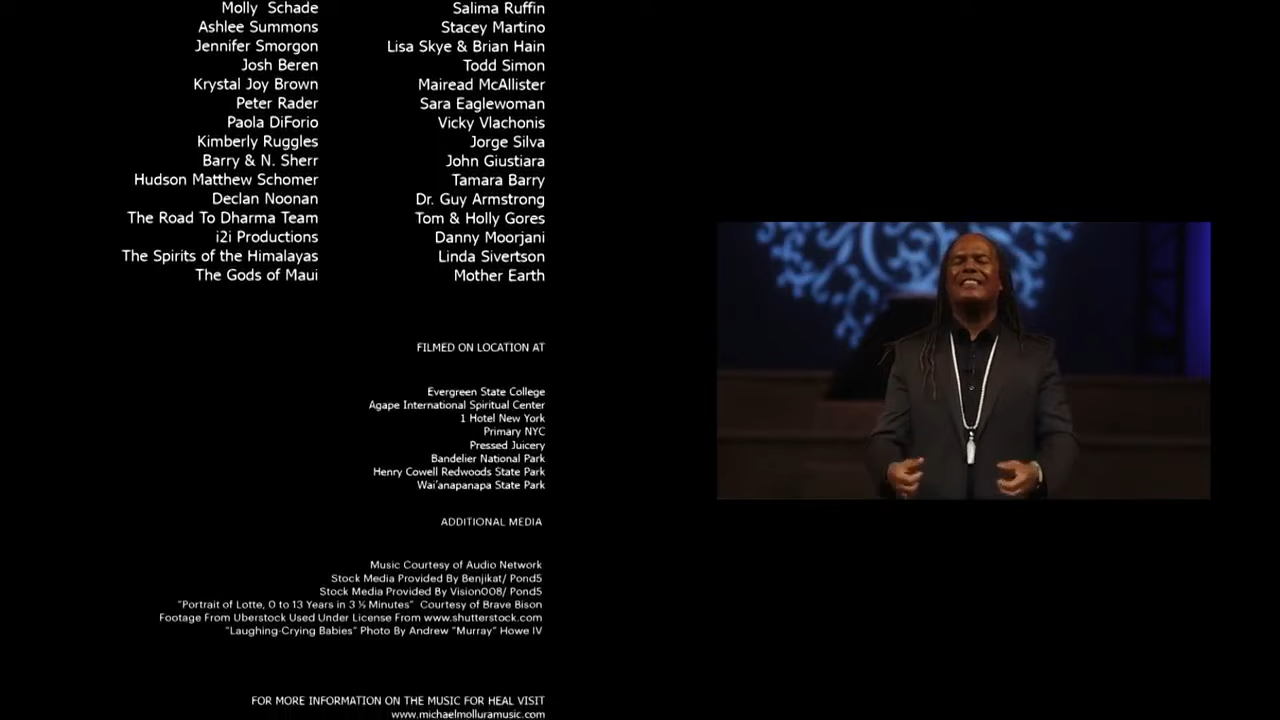 Molly Schade
Ashlee Summons
Jennifer Smorgon
Josh Beren
Krystal Joy Brown
Peter Rader
Paola DiForio
Kimberly Ruggles
Barry & N. Sherr
Hudson Matthew Schomer
Declan Noonan
The Road To Dharma Team
i2i Productions
The Spirits of the Himalayas
The Gods of Maui
Salima Ruffin
Stacey Martino
Lisa Skye & Brian Hain
Todd Simon
Mairead McAllister
Sara Eaglewoman
Vicky Vlachonis
Jorge Silva
John Giustiara
Tamara Barry
Dr. Guy Armstrong
Tom & Holly Gores
Danny Moorjani
Linda Sivertson
Mother Earth
FILMED ON LOCATION AT
Evergreen State College
Agape International Spiritual Center
1 Hotel New York
Primary NYC
Pressed Juicery
Bandelier National Park
Henry Cowell Redwoods State Park
Wai'anapanapa State Park
ADDITIONAL MEDIA
Music Courtesy of Audio Network
Stock Media Provided By Benjikat/ Pond5
Stock Media Provided By Vision008/ Pond5
"Portrait of Lotte, 0 to 13 Years in 3 ½ Minutes" Courtesy of Brave Bison
Footage From Uberstock Used Under License From www.shutterstock.com
"Laughing-Crying Babies" Photo By Andrew "Murray" Howe IV
FOR MORE INFORMATION ON THE MUSIC FOR HEAL VISIT
www.michaelmolluramusic.com